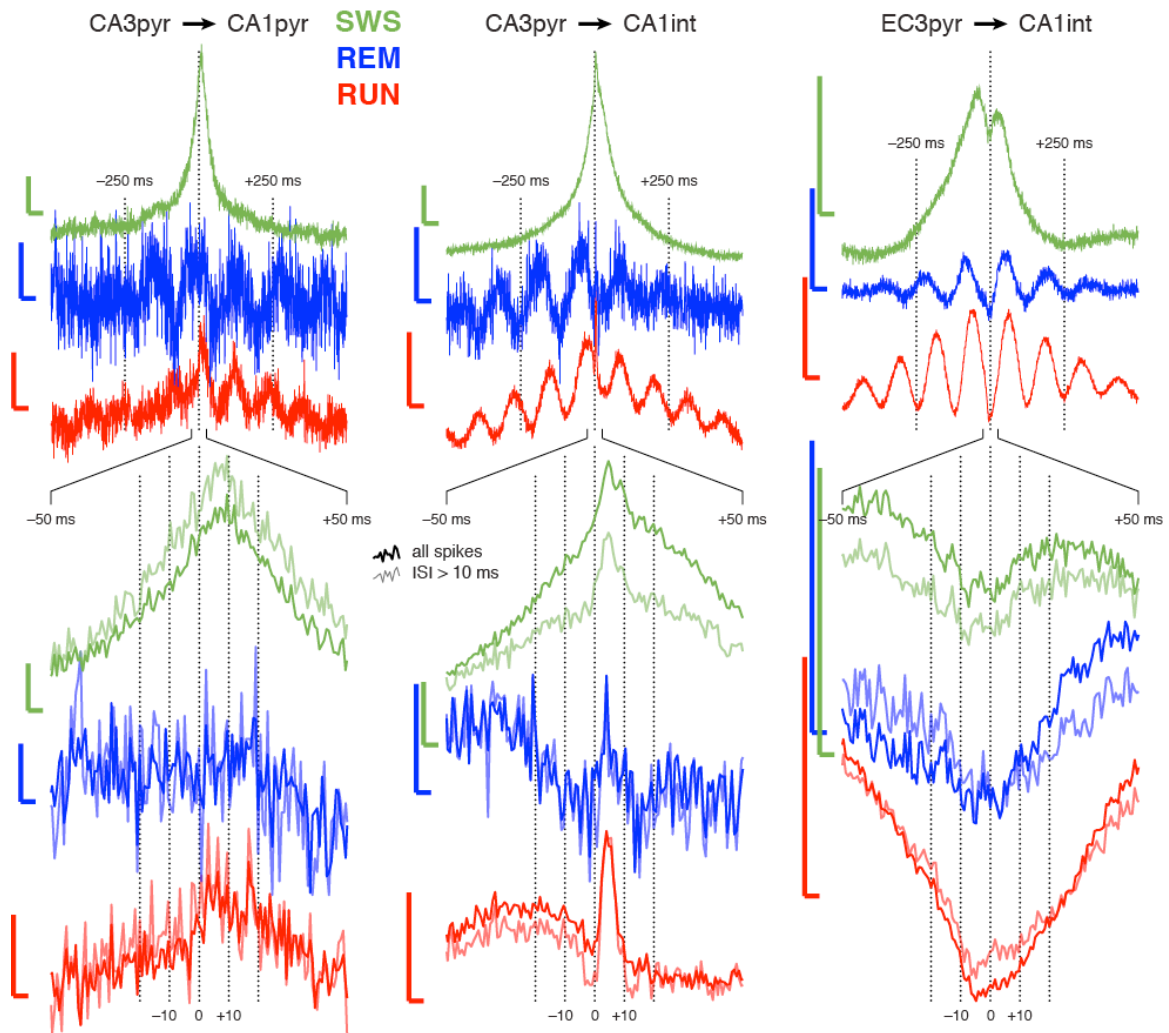 CA3pyr → CA1pyr
SWS
REM
RUN
CA3pyr → CA1int
EC3pyr → CA1int
–250 ms
+250 ms
–250 ms
+250 ms
–250 ms
+250 ms
–50 ms
+50 ms
–50 ms
+50 ms
–50 ms
+50 ms
all spikes
ISI > 10 ms
–10 0 +10
–10 0 +10
–10 0 +10